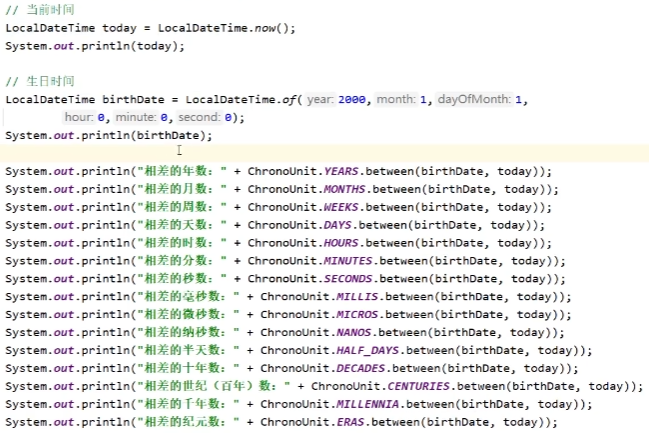 // 当前时间
LocalDateTime today = LocalDateTime.now();
System.out.println(today);
// 生日时间
LocalDateTime birthDate = LocalDateTime.of( year: 2000, month: 1, dayOfMonth: 1,
hour: 0, minute: 0, second: 0);
System.out.println(birthDate);
System.out.println("相差的年数：" + ChronoUnit.YEARS.between(birthDate, today));
System.out.println("相差的月数：" + ChronoUnit.MONTHS.between(birthDate, today));
System.out.println("相差的周数：" + ChronoUnit.WEEKS.between(birthDate, today));
System.out.println("相差的天数：" + ChronoUnit.DAYS.between(birthDate, today));
System.out.println("相差的时数：" + ChronoUnit.HOURS.between(birthDate, today));
System.out.println("相差的分数：" + ChronoUnit.MINUTES.between(birthDate, today));
System.out.println("相差的秒数：" + ChronoUnit.SECONDS.between(birthDate, today));
System.out.println("相差的毫秒数：" + ChronoUnit.MILLIS.between(birthDate, today));
System.out.println("相差的微秒数：" + ChronoUnit.MICROS.between(birthDate, today));
System.out.println("相差的纳秒数：" + ChronoUnit.NANOS.between(birthDate, today));
System.out.println("相差的半天数：" + ChronoUnit.HALF_DAYS.between(birthDate, today));
System.out.println("相差的十年数：" + ChronoUnit.DECADES.between(birthDate, today));
System.out.println("相差的世纪（百年）数：" + ChronoUnit.CENTURIES.between(birthDate, today));
System.out.println("相差的千年数：" + ChronoUnit.MILLENNIA.between(birthDate, today));
System.out.println("相差的纪元数：" + ChronoUnit.ERAS.between(birthDate, today));